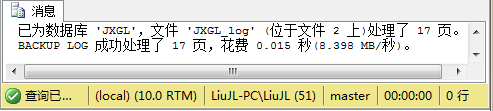 消息
已为数据库 'JXGL'，文件 'JXGL_log' (位于文件 2 上)处理了 17 页。
BACKUP LOG 成功处理了 17 页，花费 0.015 秒(8.398 MB/秒)。
查询已... (local) (10.0 RTM) LiuJL-PC\LiuJL (51) master 00:00:00 0 行